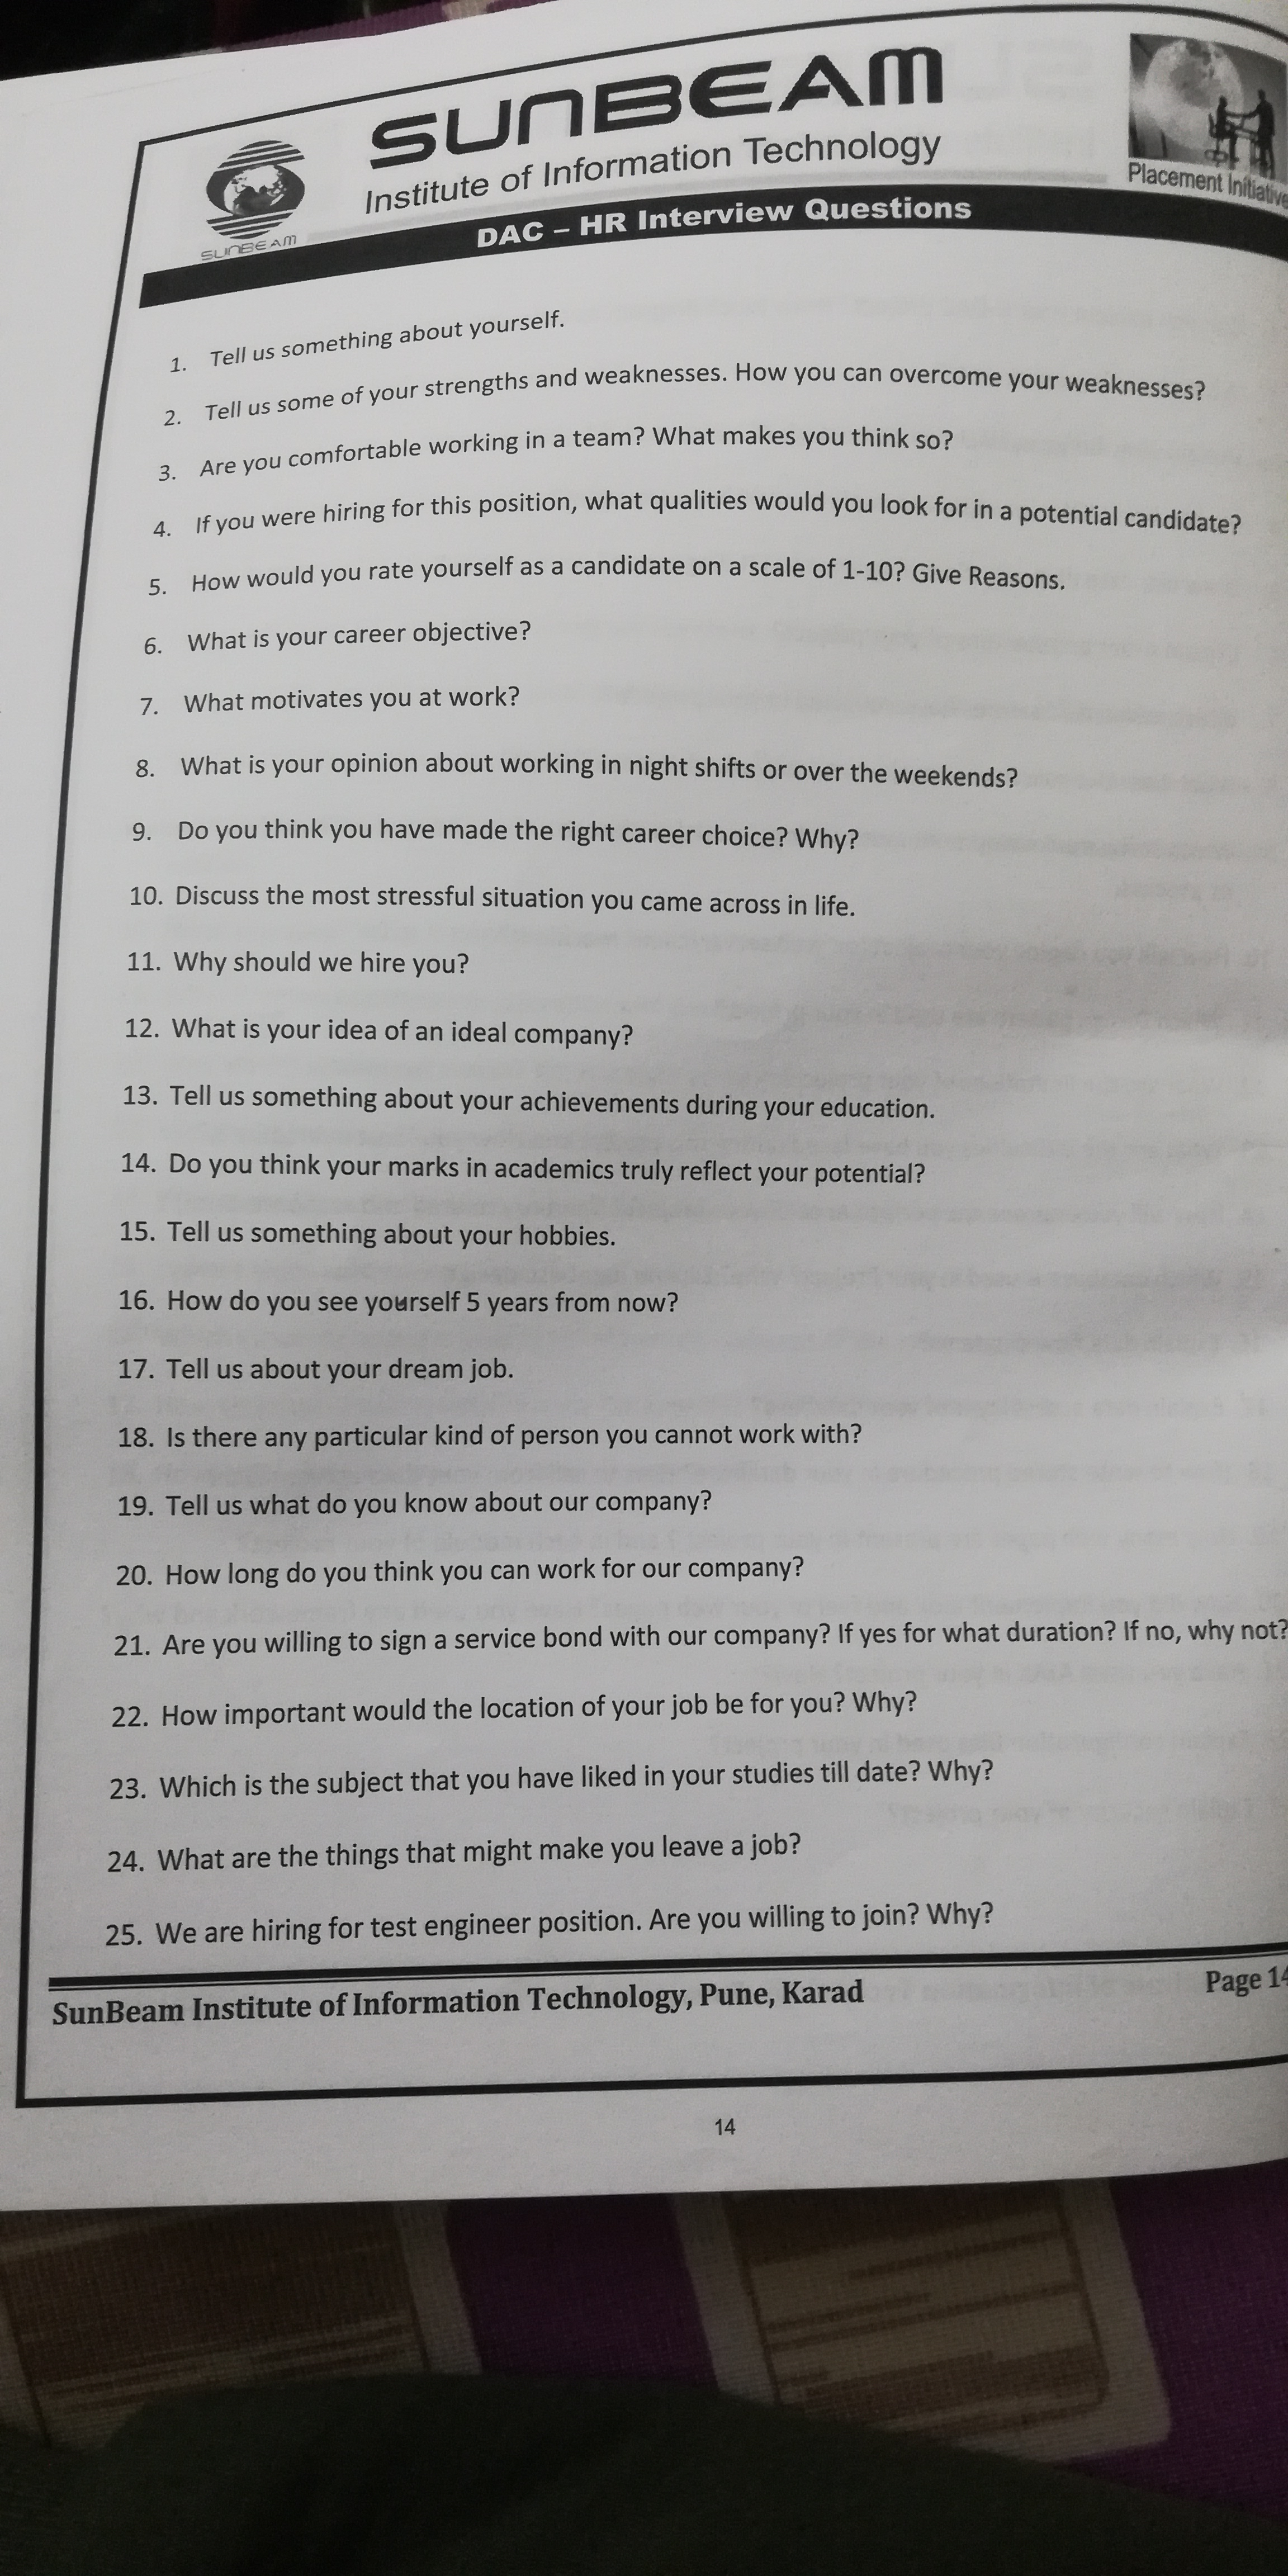 SUNBEAM
Institute of Information Technology
SUNBEAM
Placement Initiative
DAC – HR Interview Questions
1. Tell us something about yourself.
2. Tell us some of your strengths and weaknesses. How you can overcome your weaknesses?
3. Are you comfortable working in a team? What makes you think so?
4. If you were hiring for this position, what qualities would you look for in a potential candidate?
5. How would you rate yourself as a candidate on a scale of 1-10? Give Reasons.
6. What is your career objective?
7. What motivates you at work?
8. What is your opinion about working in night shifts or over the weekends?
9. Do you think you have made the right career choice? Why?
10. Discuss the most stressful situation you came across in life.
11. Why should we hire you?
12. What is your idea of an ideal company?
13. Tell us something about your achievements during your education.
14. Do you think your marks in academics truly reflect your potential?
15. Tell us something about your hobbies.
16. How do you see yourself 5 years from now?
17. Tell us about your dream job.
18. Is there any particular kind of person you cannot work with?
19. Tell us what do you know about our company?
20. How long do you think you can work for our company?
21. Are you willing to sign a service bond with our company? If yes for what duration? If no, why not?
22. How important would the location of your job be for you? Why?
23. Which is the subject that you have liked in your studies till date? Why?
24. What are the things that might make you leave a job?
25. We are hiring for test engineer position. Are you willing to join? Why?
SunBeam Institute of Information Technology, Pune, Karad
Page 14
14